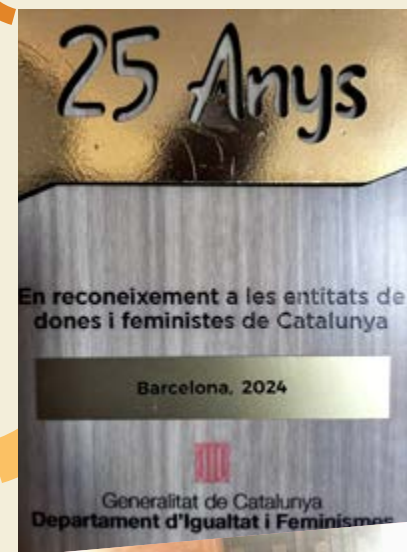 25 Anys
En reconeixement a les entitats de
dones i feministes de Catalunya
Barcelona, 2024
Generalitat de Catalunya
Departament d'Igualtat i Feminismes